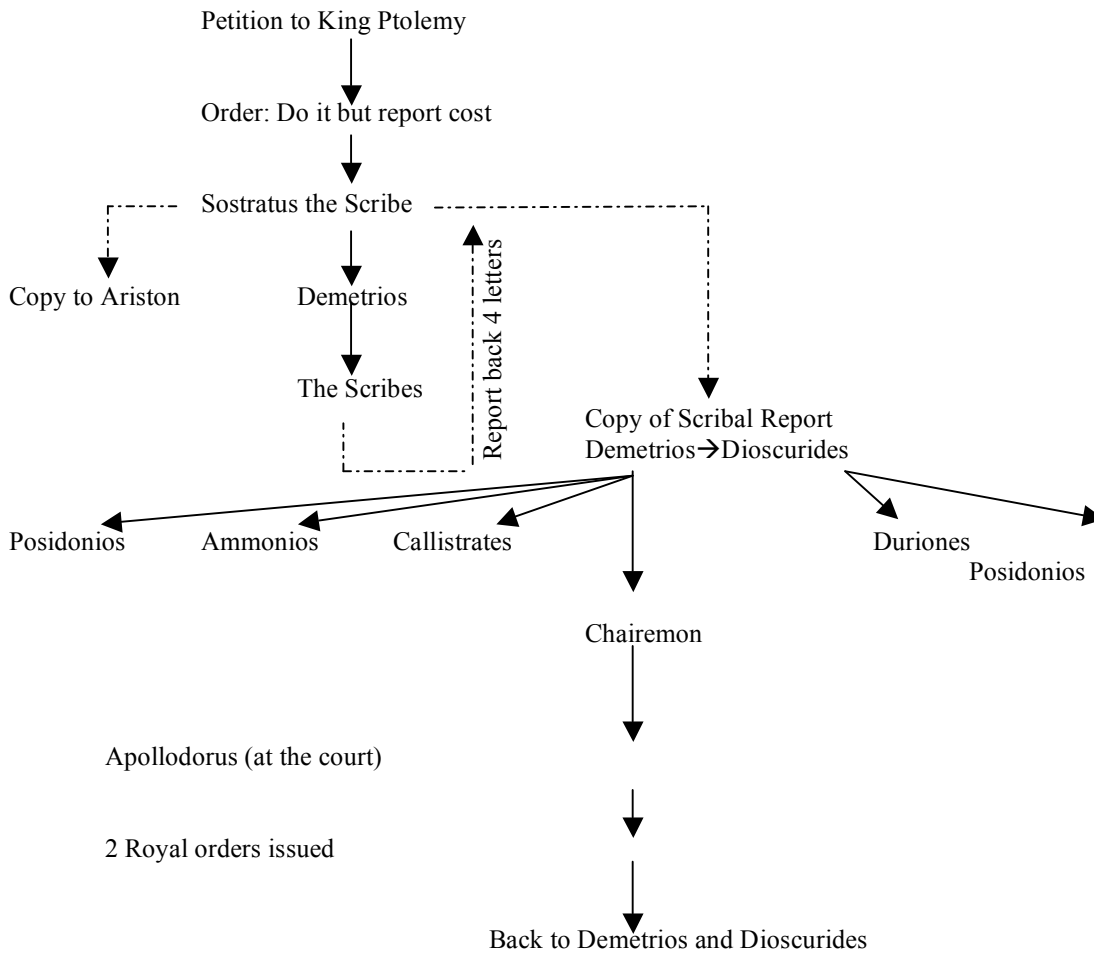 Petition to King Ptolemy
Order: Do it but report cost
Sostratus the Scribe
Copy to Ariston
Demetrios
Report back 4 letters
The Scribes
Copy of Scribal Report
Demetrios→Dioscurides
Posidonios
Ammonios
Callistrates
Duriones
Posidonios
Chairemon
Apollodorus (at the court)
2 Royal orders issued
Back to Demetrios and Dioscurides